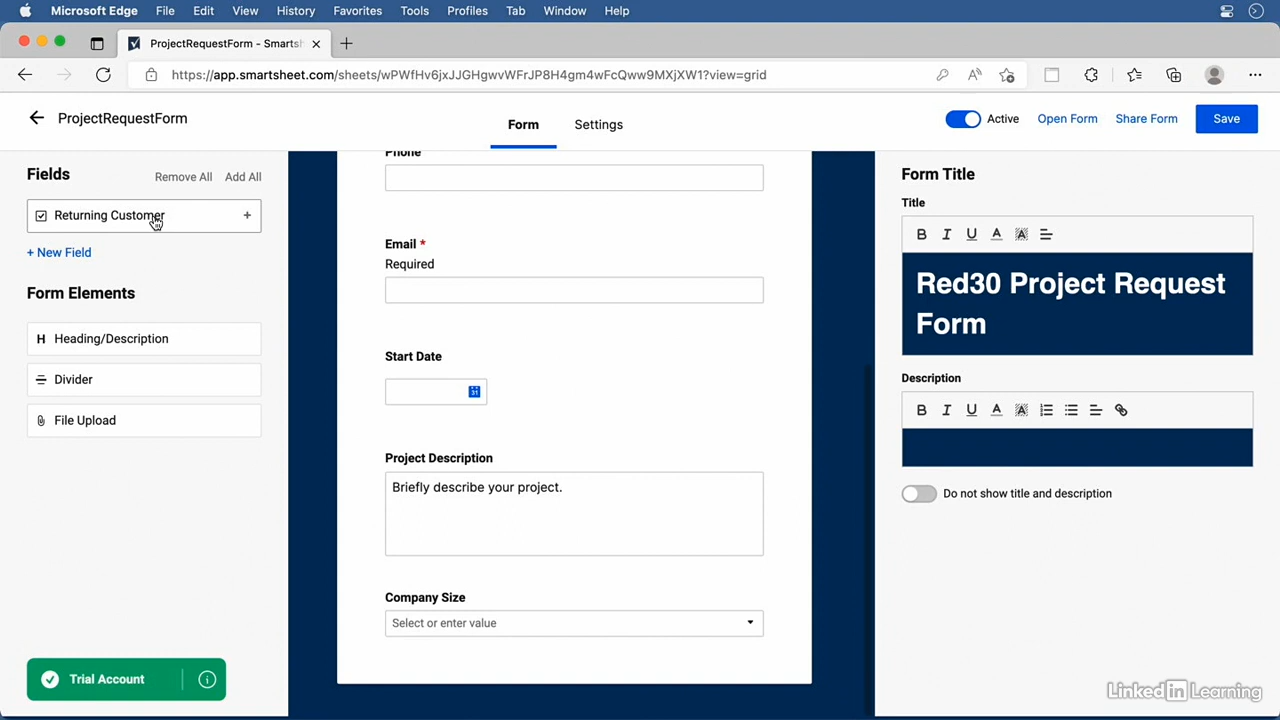 Microsoft Edge File Edit View History Favorites Tools Profiles Tab Window Help
ProjectRequestForm - Smartsh
https://app.smartsheet.com/sheets/wPWfHv6jxJJGHgwvWFrJP8H4gm4wFcQww9MXjXW1?view=grid
ProjectRequestForm
Form
Settings
Active
Open Form
Share Form
Save
Fields
Remove All
Add All
Returning Customer
+ New Field
Form Elements
H Heading/Description
Divider
File Upload
Trial Account
Phone
Email *
Required
Start Date
31
Project Description
Briefly describe your project.
Company Size
Select or enter value
Form Title
Title
B I U A A
Red30 Project Request
Form
Description
B I U A A
Do not show title and description
Linked in Learning